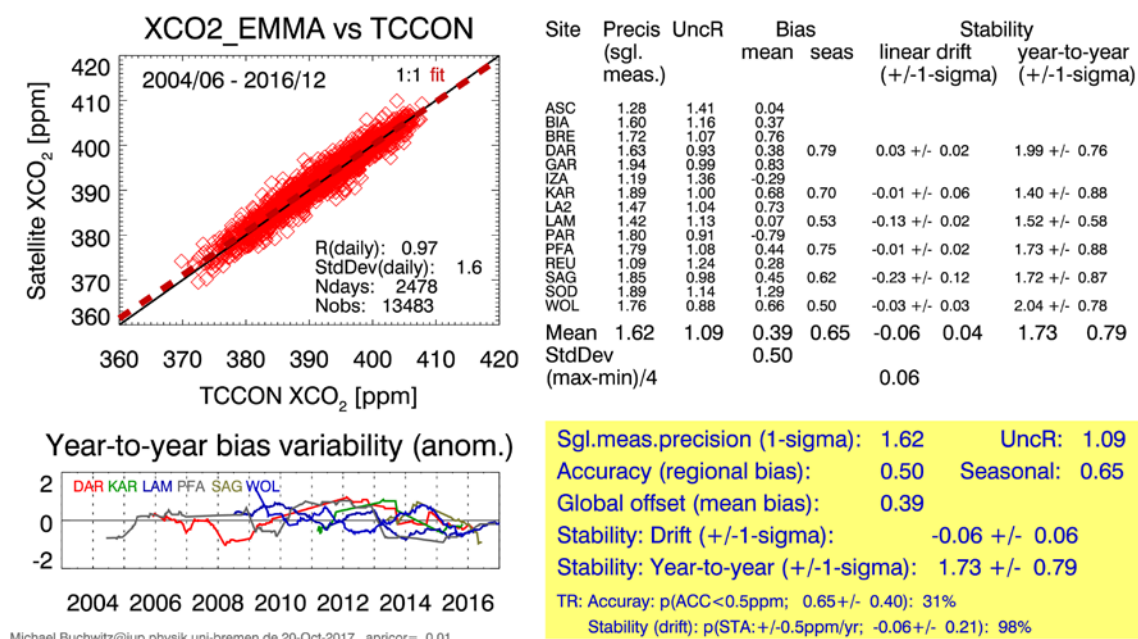 XCO2_EMMA vs TCCON
2004/06 - 2016/12
1:1 fit
420
410
400
390
380
370
360
Satellite XCO2 [ppm]
R(daily): 0.97
StdDev(daily): 1.6
Ndays: 2478
Nobs: 13483
360 370 380 390 400 410 420
TCCON XCO2 [ppm]
Site Precis UncR Bias Stability
(sgl. mean seas linear drift year-to-year
meas.) (+/-1-sigma) (+/-1-sigma)
ASC 1.28 1.41 0.04
BIA 1.60 1.16 0.37
BRE 1.72 1.07 0.76
DAR 1.63 0.93 0.38 0.79 0.03 +/- 0.02 1.99 +/- 0.76
GAR 1.94 0.99 0.83
IZA 1.19 1.36 -0.29
KAR 1.89 1.00 0.68 0.70 -0.01 +/- 0.06 1.40 +/- 0.88
LA2 1.47 1.04 0.73
LAM 1.42 1.13 0.07 0.53 -0.13 +/- 0.02 1.52 +/- 0.58
PAR 1.80 0.91 -0.79
PFA 1.79 1.08 0.44 0.75 -0.01 +/- 0.02 1.73 +/- 0.88
REU 1.09 1.24 0.28
SAG 1.85 0.98 0.45 0.62 -0.23 +/- 0.12 1.72 +/- 0.87
SOD 1.89 1.14 1.29
WOL 1.76 0.88 0.66 0.50 -0.03 +/- 0.03 2.04 +/- 0.78
Mean 1.62 1.09 0.39 0.65 -0.06 0.04 1.73 0.79
StdDev 0.50
(max-min)/4 0.06
Year-to-year bias variability (anom.)
2
0
-2
DAR KAR LAM PFA SAG WOL
2004 2006 2008 2010 2012 2014 2016
Sgl.meas.precision (1-sigma): 1.62 UncR: 1.09
Accuracy (regional bias): 0.50 Seasonal: 0.65
Global offset (mean bias): 0.39
Stability: Drift (+/-1-sigma): -0.06 +/- 0.06
Stability: Year-to-year (+/-1-sigma): 1.73 +/- 0.79
TR: Accuray: p(ACC<0.5ppm; 0.65+/- 0.40): 31%
Stability (drift): p(STA:+/-0.5ppm/yr; -0.06+/- 0.21): 98%
Michael.Buchwitz@iup.physik.uni-bremen.de 20-Oct-2017 apricor= 0.01